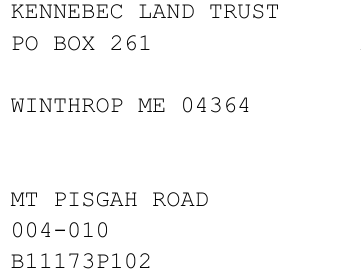 KENNEBEC LAND TRUST
PO BOX 261
WINTHROP ME 04364
MT PISGAH ROAD
004-010
B11173P102